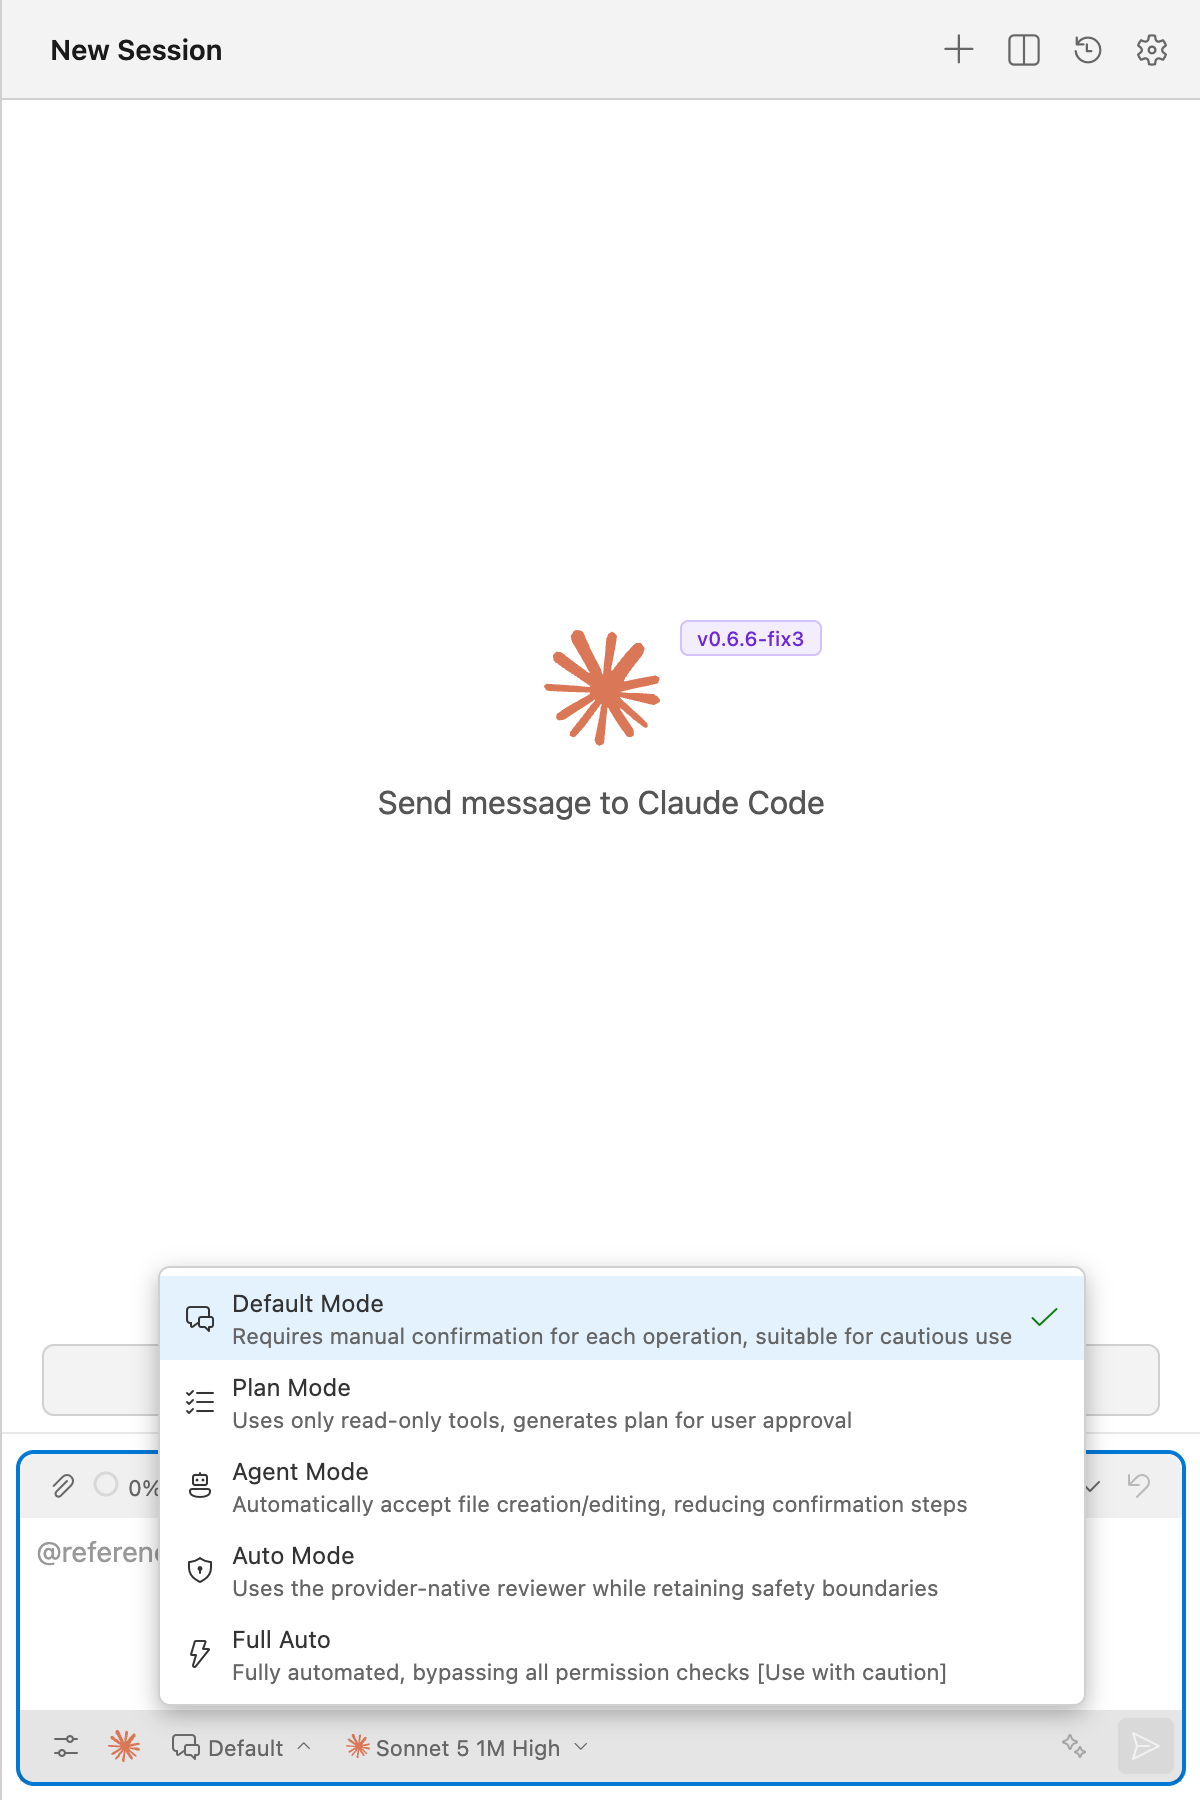 New Session
v0.6.6-fix3
Send message to Claude Code
Default Mode
Requires manual confirmation for each operation, suitable for cautious use
Plan Mode
Uses only read-only tools, generates plan for user approval
Agent Mode
Automatically accept file creation/editing, reducing confirmation steps
Auto Mode
Uses the provider-native reviewer while retaining safety boundaries
Full Auto
Fully automated, bypassing all permission checks [Use with caution]
0%
Default
Sonnet 5 1M High